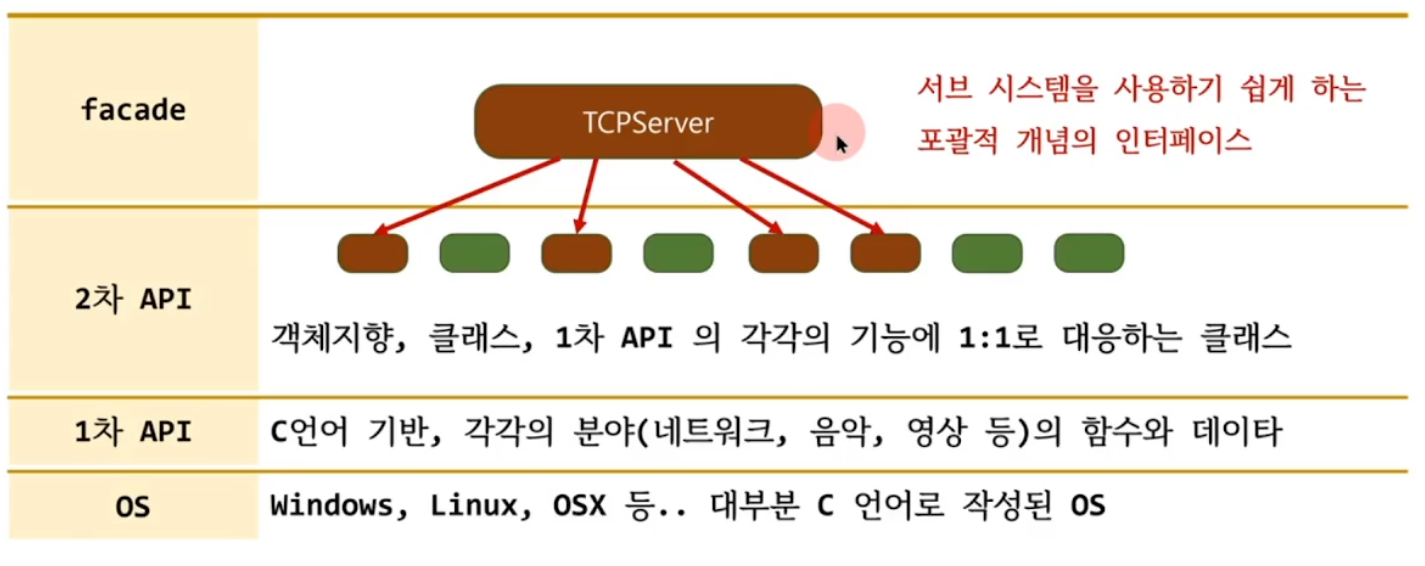 facade
TCPServer
서브 시스템을 사용하기 쉽게 하는
포괄적 개념의 인터페이스
2차 API
객체지향, 클래스, 1차 API 의 각각의 기능에 1:1로 대응하는 클래스
1차 API
C언어 기반, 각각의 분야(네트워크, 음악, 영상 등)의 함수와 데이타
OS
Windows, Linux, OSX 등.. 대부분 C 언어로 작성된 OS